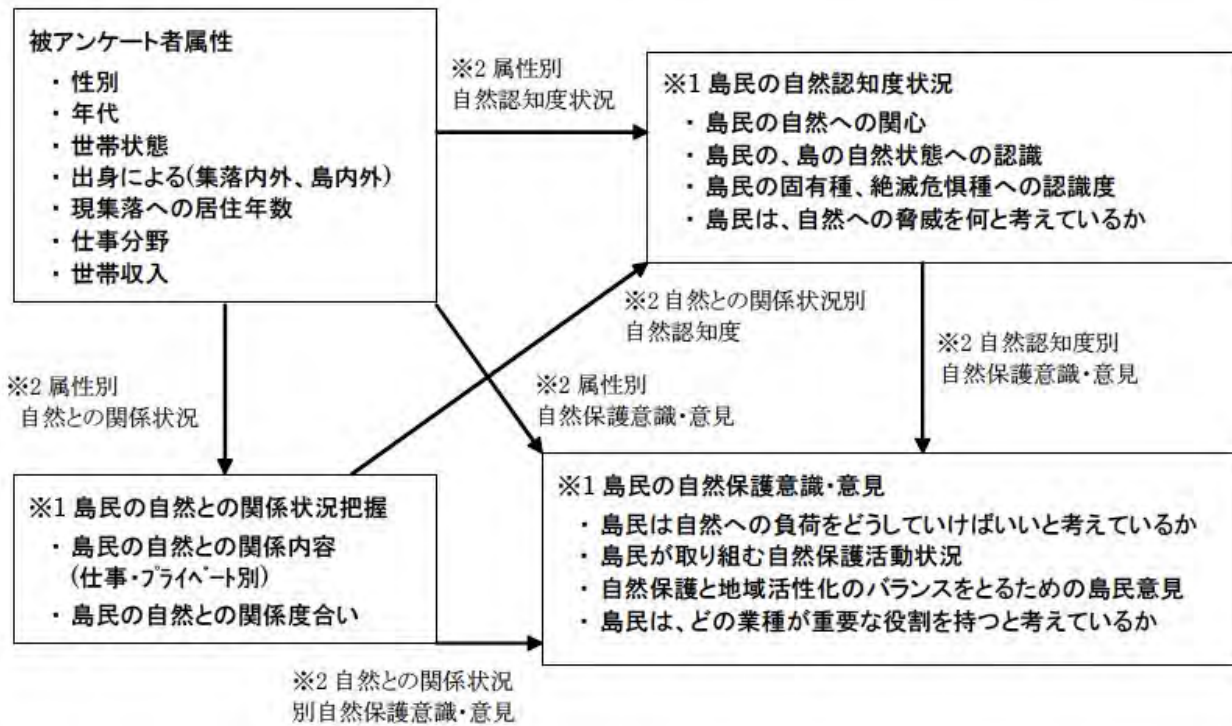 被アンケート者属性
・ 性別
・ 年代
・ 世帯状態
・ 出身による(集落内外、島内外)
・ 現集落への居住年数
・ 仕事分野
・ 世帯収入
※2 属性別
自然認知度状況
※1 島民の自然認知度状況
・ 島民の自然への関心
・ 島民の、島の自然状態への認識
・ 島民の固有種、絶滅危惧種への認識度
・ 島民は、自然への脅威を何と考えているか
※2 自然との関係状況別
自然認知度
※2 自然認知度別
自然保護意識・意見
※2 属性別
自然との関係状況
※2 属性別
自然保護意識・意見
※1 島民の自然との関係状況把握
・ 島民の自然との関係内容
(仕事・プライベート別)
・ 島民の自然との関係度合い
※1 島民の自然保護意識・意見
・ 島民は自然への負荷をどうしていけばいいと考えているか
・ 島民が取り組む自然保護活動状況
・ 自然保護と地域活性化のバランスをとるための島民意見
・ 島民は、どの業種が重要な役割を持つと考えているか
※2 自然との関係状況
別自然保護意識・意見